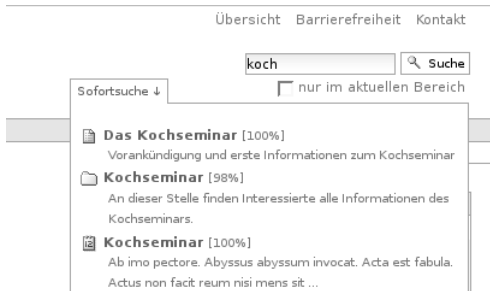 Übersicht Barrierefreiheit Kontakt
koch Suche
Sofortsuche ↓ nur im aktuellen Bereich
Das Kochseminar [100%]
Vorankündigung und erste Informationen zum Kochseminar
Kochseminar [98%]
An dieser Stelle finden Interessierte alle Informationen des
Kochseminars.
12 Kochseminar [100%]
Ab imo pectore. Abyssus abyssum invocat. Acta est fabula.
Actus non facit reum nisi mens sit ...